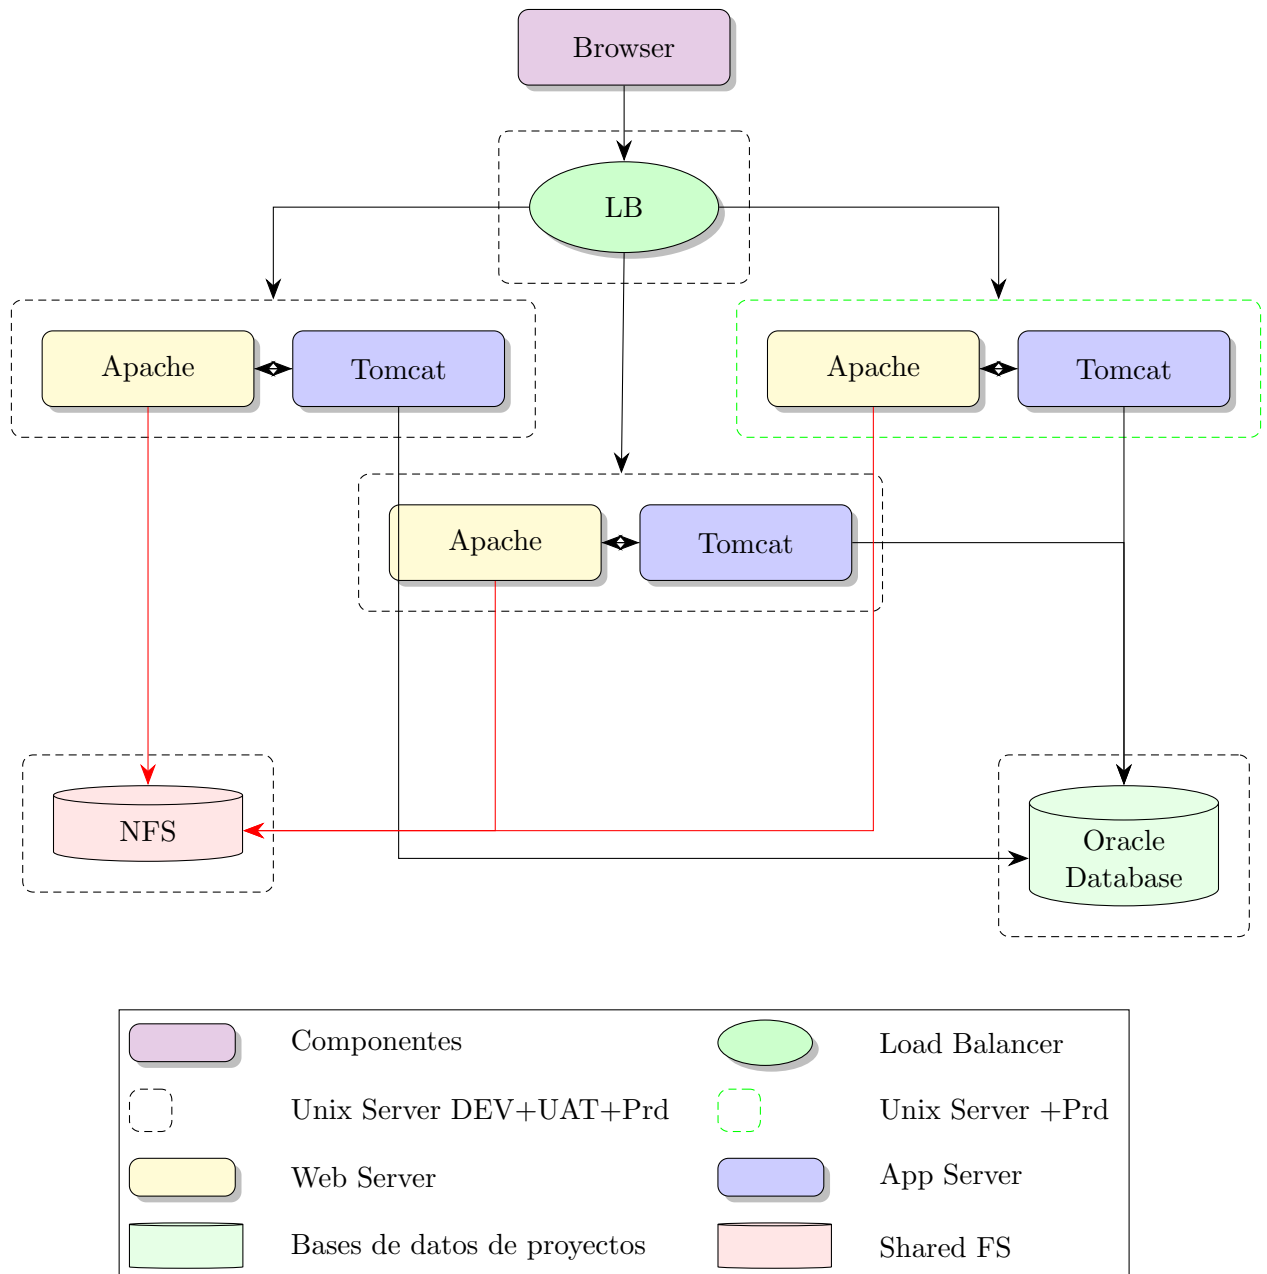 Browser
LB
Apache
Tomcat
Apache
Tomcat
Apache
Tomcat
NFS
Oracle
Database
Componentes
Load Balancer
Unix Server DEV+UAT+Prd
Unix Server +Prd
Web Server
App Server
Bases de datos de proyectos
Shared FS